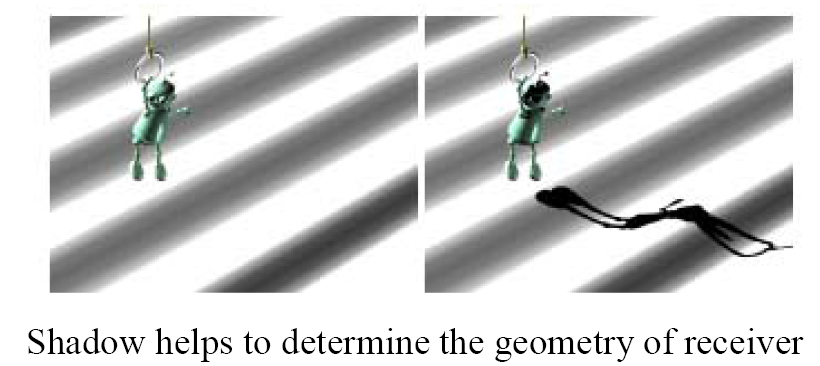 Shadow helps to determine the geometry of receiver